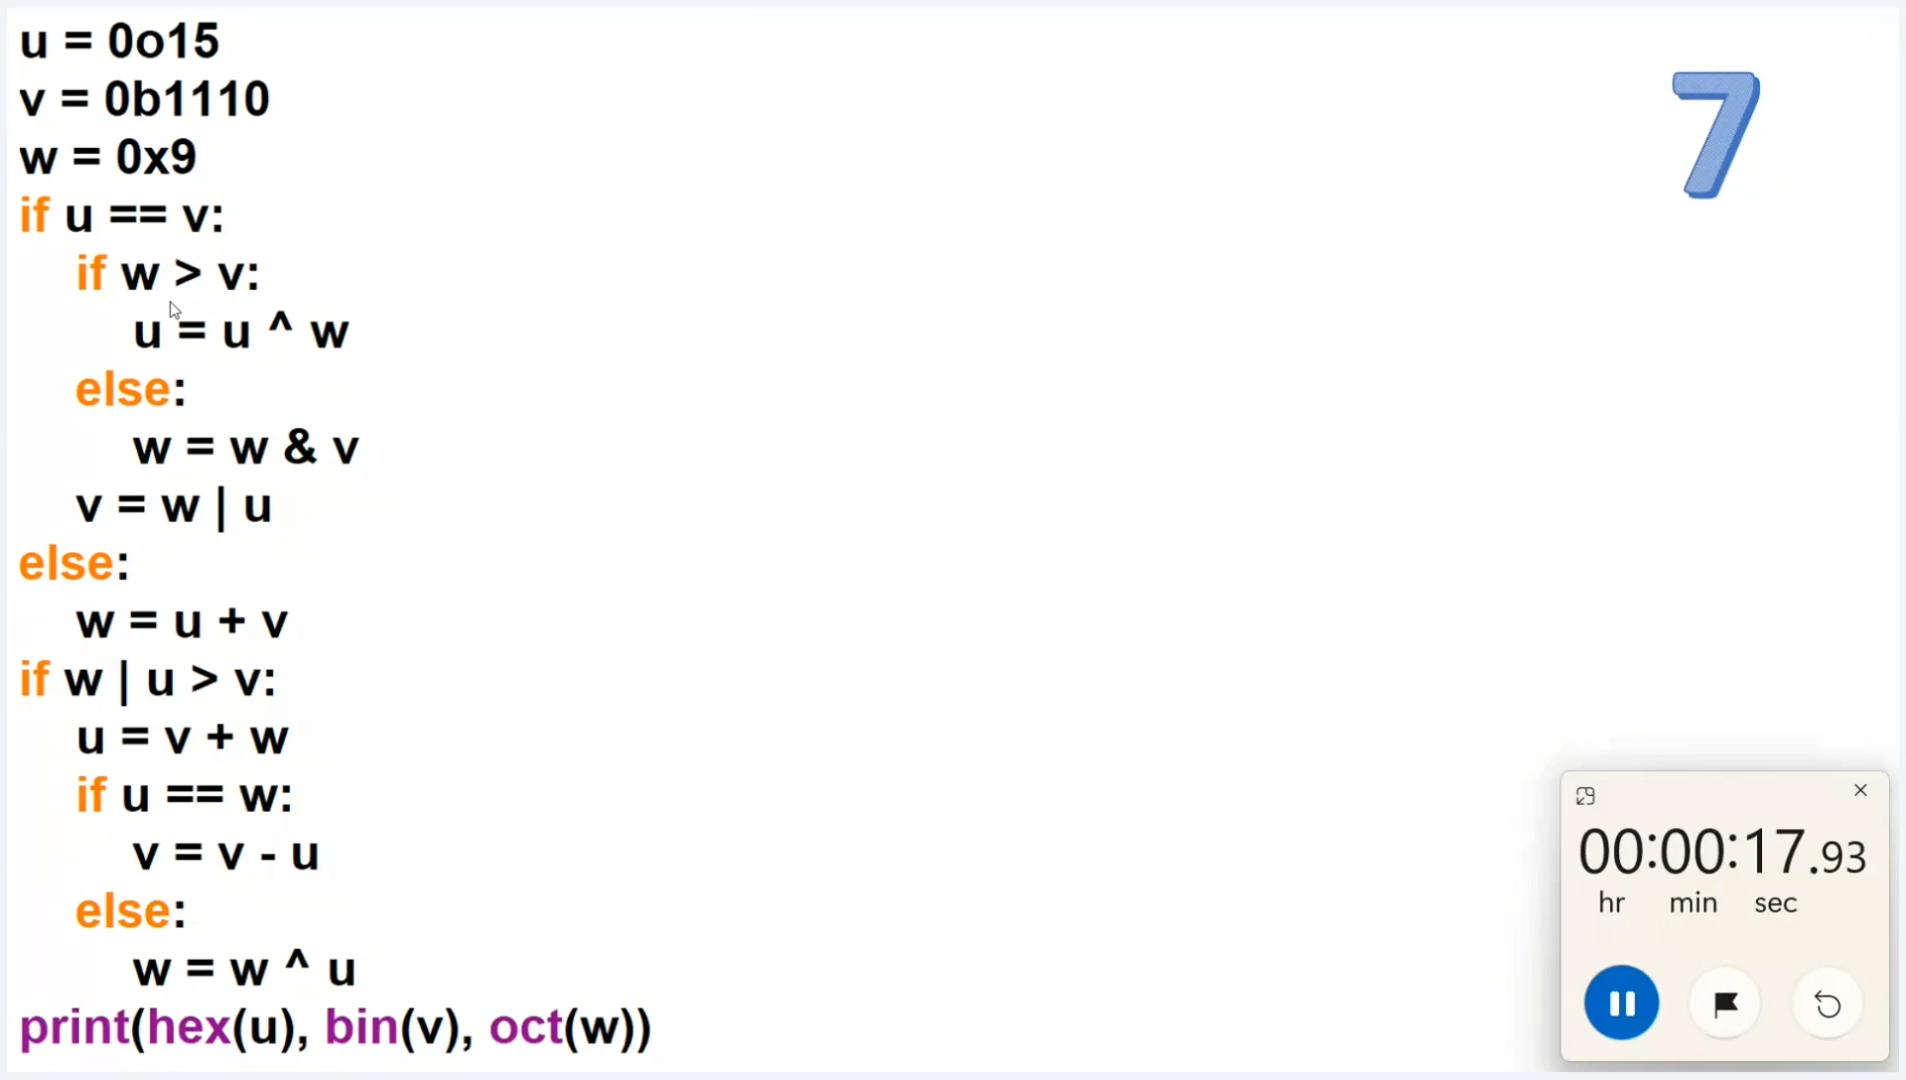 u = 0o15
v = 0b1110
w = 0x9
if u == v:
if w > v:
u = u ^ w
else:
w = w & v
v = w | u
else:
w = u + v
if w | u > v:
u = v + w
if u == w:
v = v - u
else:
w = w ^ u
print(hex(u), bin(v), oct(w))
7
00:00:17.93
hr min sec